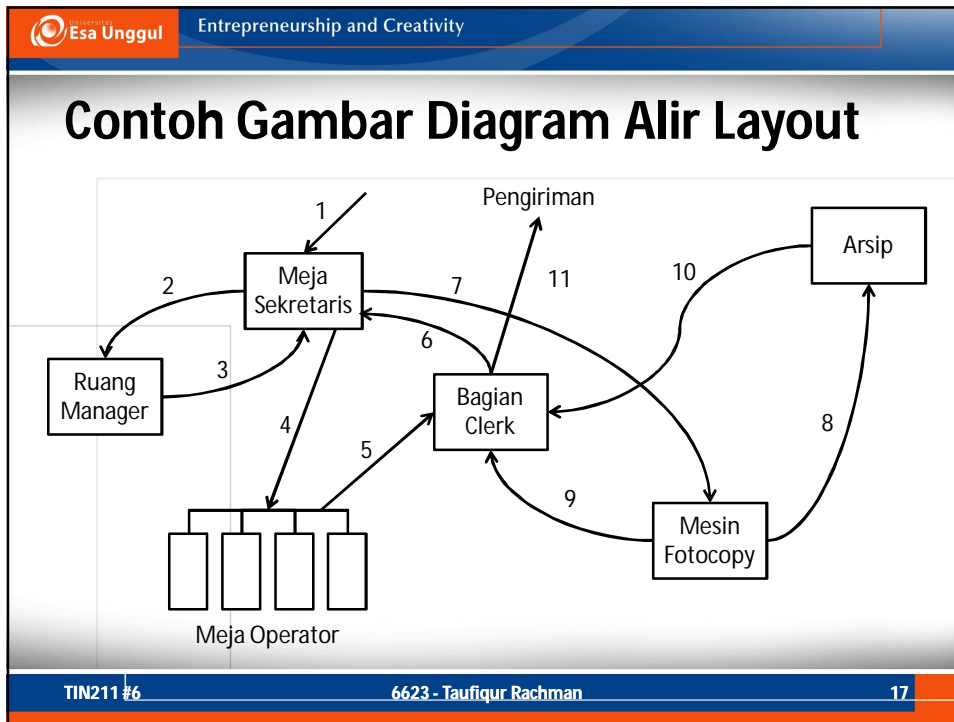 Universitas
Esa Unggul
Entrepreneurship and Creativity
Contoh Gambar Diagram Alir Layout
1
Pengiriman
Arsip
2
Meja
Sekretaris
7
11
10
3
6
Ruang
Manager
Bagian
Clerk
4
5
8
9
Mesin
Fotocopy
Meja Operator
TIN211 #6
6623 - Taufiqur Rachman
17